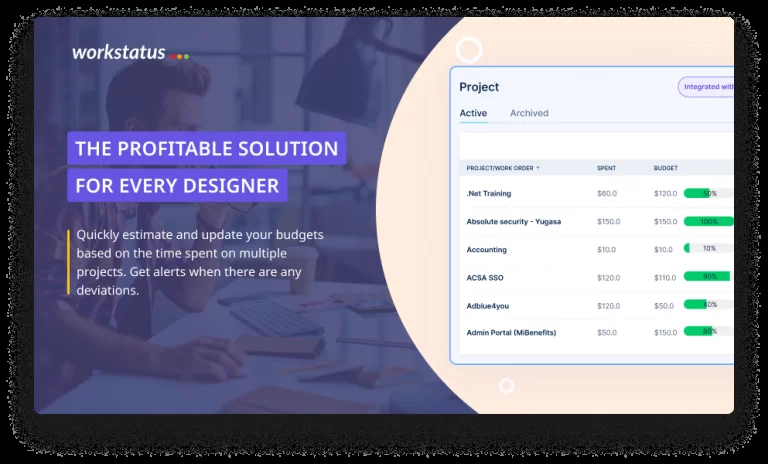 workstatus
THE PROFITABLE SOLUTION
FOR EVERY DESIGNER
Quickly estimate and update your budgets
based on the time spent on multiple
projects. Get alerts when there are any
deviations.
Project
Integrated with
Active Archived
PROJECT/WORK ORDER ↑ SPENT BUDGET
.Net Training $60.0 $120.0 50%
Absolute security - Yugasa $150.0 $150.0 100%
Accounting $10.0 $10.0 10%
ACSA SSO $120.0 $110.0 90%
Adblue4you $120.0 $50.0 40%
Admin Portal (MiBenefits) $50.0 $150.0 60%